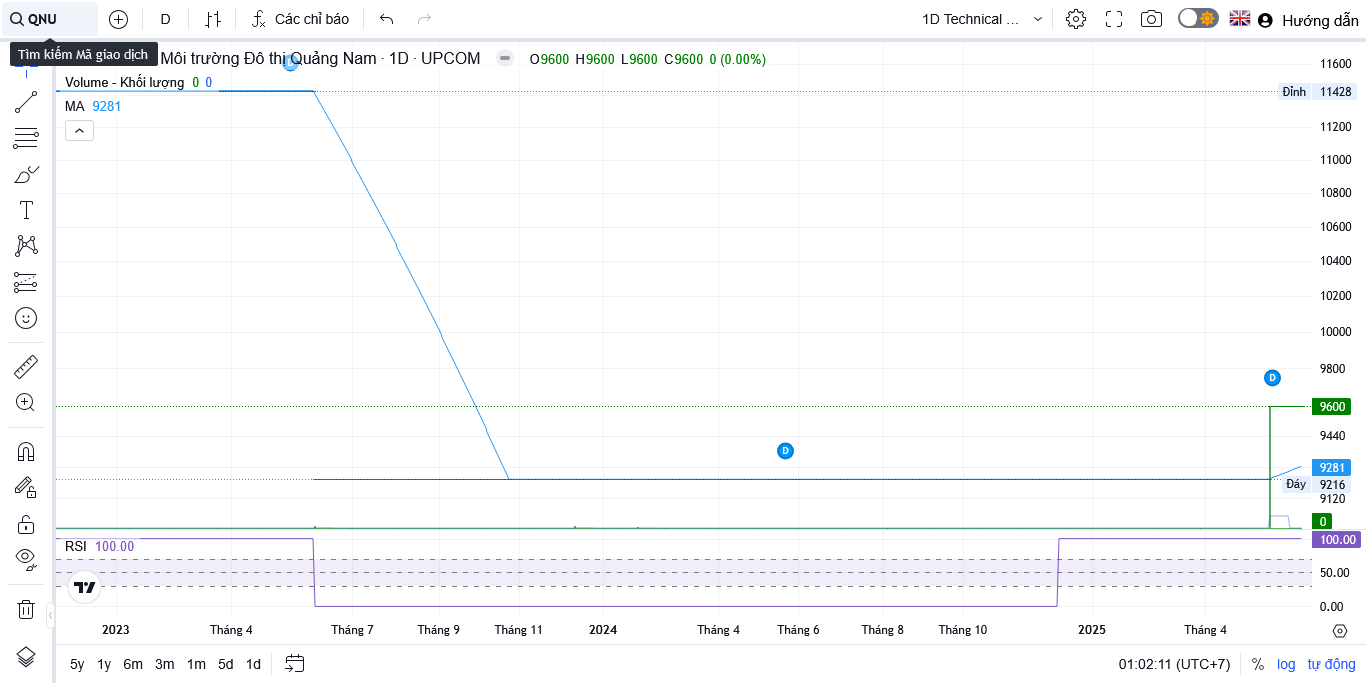 QNU
D
Các chỉ báo
1D Technical ...
Hướng dẫn
Tìm kiếm Mã giao dịch
Môi trường Đô thị Quảng Nam · 1D · UPCOM
O9600 H9600 L9600 C9600 0 (0.00%)
Volume - Khối lượng 0 0
MA 9281
D
D
11600
Đỉnh 11428
11200
11000
10800
10600
10400
10200
10000
9800
9600
9440
9281
Đáy 9216
9120
0
RSI 100.00
100.00
50.00
0.00
2023 Tháng 4 Tháng 7 Tháng 9 Tháng 11 2024 Tháng 4 Tháng 6 Tháng 8 Tháng 10 2025 Tháng 4
5y 1y 6m 3m 1m 5d 1d
01:02:11 (UTC+7) % log tự động